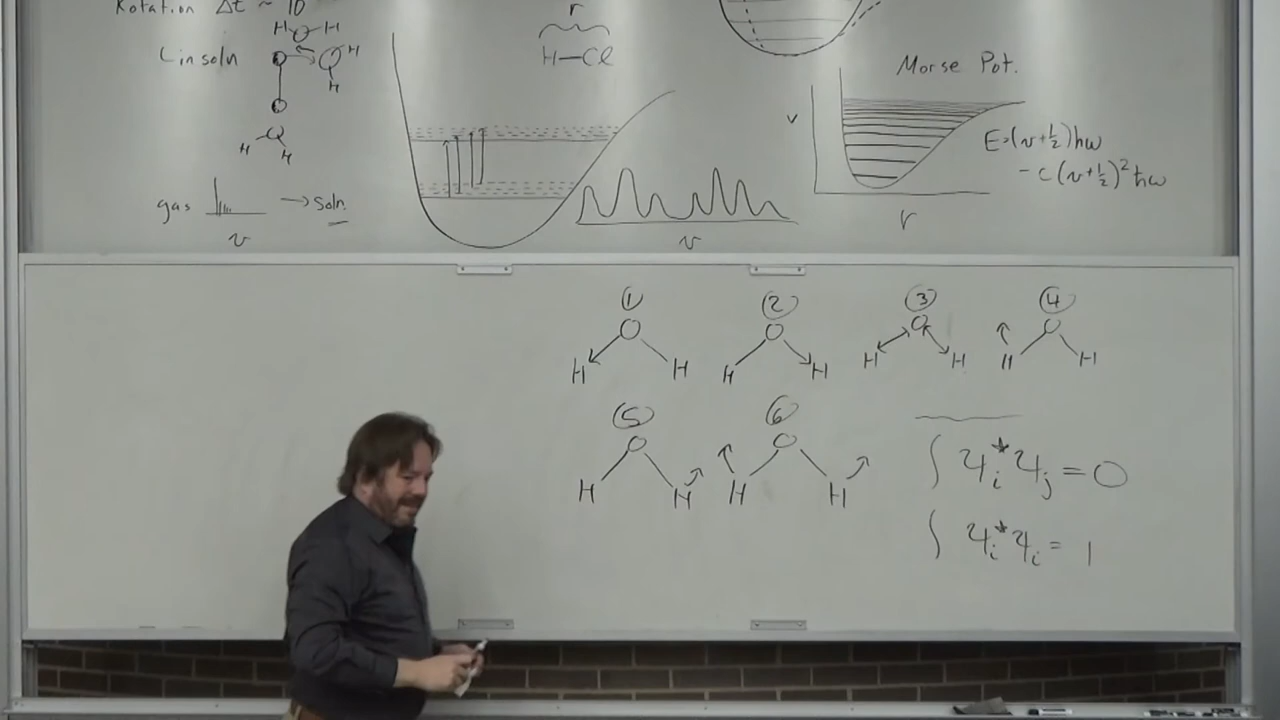 Rotation Δt ~ 10
in soln
H O H
O H
H
H O H
gas → Soln.
ν
r
H—Cl
ν
Morse Pot.
V
r
E=(v+½)ħω
- C(v+½)²ħω
① ② ③ ④
O O O O
H H H H H H H H
⑤ ⑥
O O
H H H H
∫ Ψi*Ψj = 0
∫ Ψi*Ψi = 1